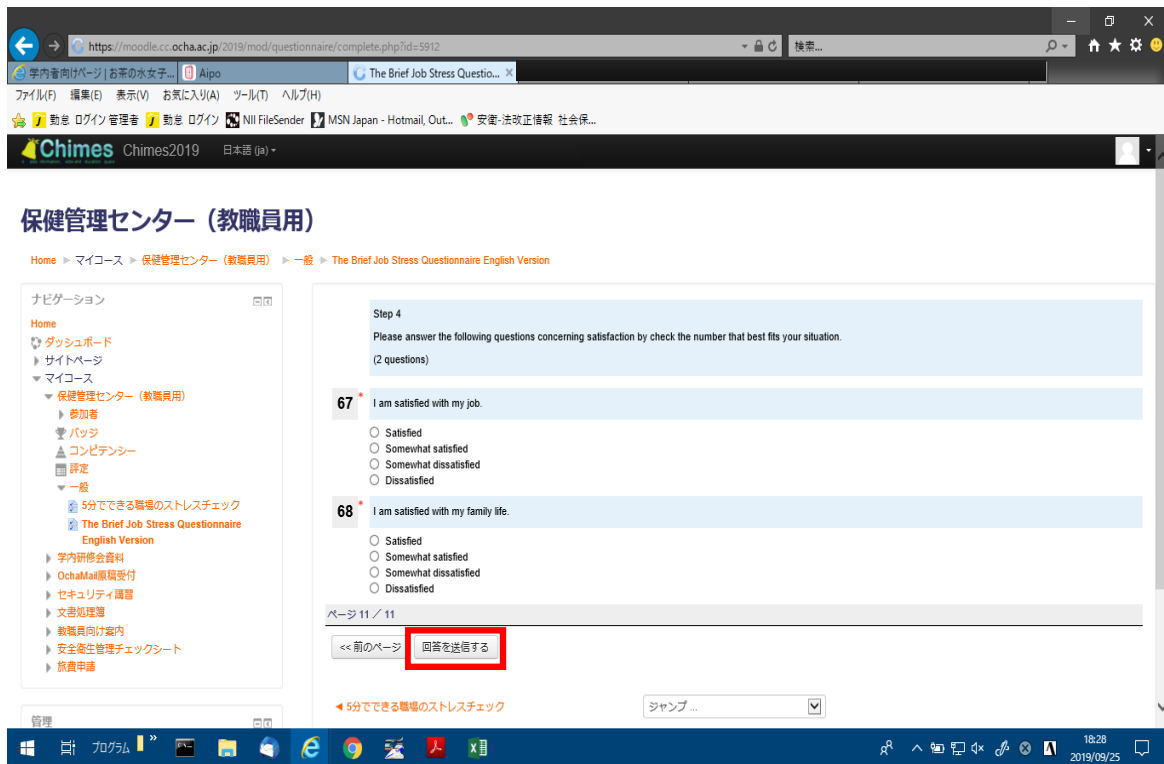 https://moodle.cc.ocha.ac.jp/2019/mod/questionnaire/complete.php?id=5912
検索...
学内者向けページ | お茶の水女子...
Aipo
The Brief Job Stress Questio...
ファイル(F) 編集(E) 表示(V) お気に入り(A) ツール(T) ヘルプ(H)
勤怠 ログイン 管理者 勤怠 ログイン NII FileSender MSN Japan - Hotmail, Out... 安衛-法改正情報 社会保...
Chimes Chimes2019 日本語 (ja)
保健管理センター（教職員用）
Home マイコース 保健管理センター（教職員用） 一般 The Brief Job Stress Questionnaire English Version
ナビゲーション
Home
ダッシュボード
サイトページ
マイコース
保健管理センター（教職員用）
参加者
バッジ
コンピテンシー
評定
一般
5分でできる職場のストレスチェック
The Brief Job Stress Questionnaire
English Version
学内研修会資料
OchaMail原稿受付
セキュリティ講習
文書処理簿
教職員向け案内
安全衛生管理チェックシート
旅費申請
管理
Step 4
Please answer the following questions concerning satisfaction by check the number that best fits your situation.
(2 questions)
67 * I am satisfied with my job.
Satisfied
Somewhat satisfied
Somewhat dissatisfied
Dissatisfied
68 * I am satisfied with my family life.
Satisfied
Somewhat satisfied
Somewhat dissatisfied
Dissatisfied
ページ 11 ／ 11
<< 前のページ 回答を送信する
◀ 5分でできる職場のストレスチェック
ジャンプ ...
プログラム »
18:28
2019/09/25